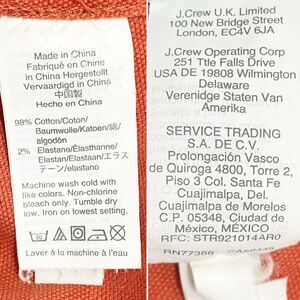 Made in China
Fabriqué en Chine
in China Hergestellt
Vervaardigd in China
中国製
Hecho en China
98% Cotton/Coton/
Baumwolle/Katoen/綿/
algodón
2% Elastane/Élasthanne/
Elastan/Elastaan/エラス
テーン/elastano
Machine wash cold with
like colors. Non-chlorine
bleach only. Tumble dry
low. Iron on lowest setting.
Laver à la machine à l'eau
J.Crew U.K. Limited
100 New Bridge Street
London, EC4V 6JA
J.Crew Operating Corp
251 Ttle Falls Drive
USA DE 19808 Wilmington
Delaware
Verenidge Staten Van
Amerika
SERVICE TRADING
S.A. DE C.V.
Prolongación Vasco
de Quiroga 4800, Torre 2,
Piso 3 Col. Santa Fe
Cuajimalpa, Del.
Cuajimalpa de Morelos
C.P. 05348, Ciudad de
México, MÉXICO
RFC: STR921014AR0
RN77388